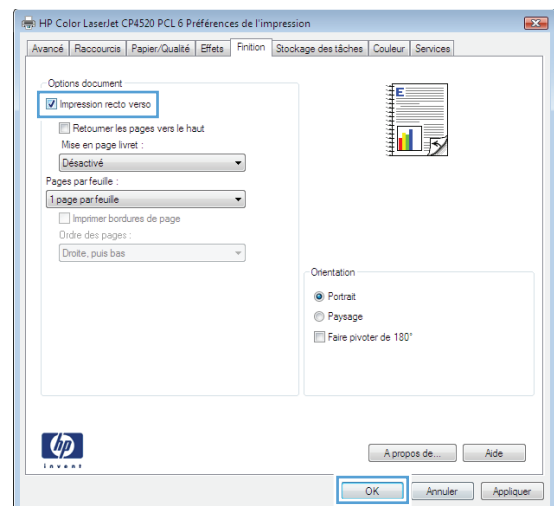 HP Color LaserJet CP4520 PCL 6 Préférences de l'impression
Avancé Raccourcis Papier/Qualité Effets Finition Stockage des tâches Couleur Services
Options document
Impression recto verso
Retourner les pages vers le haut
Mise en page livret :
Désactivé
Pages par feuille :
1 page par feuille
Imprimer bordures de page
Ordre des pages :
Droite, puis bas
E
Orientation
Portrait
Paysage
Faire pivoter de 180°
hp
invent
A propos de... Aide
OK Annuler Appliquer